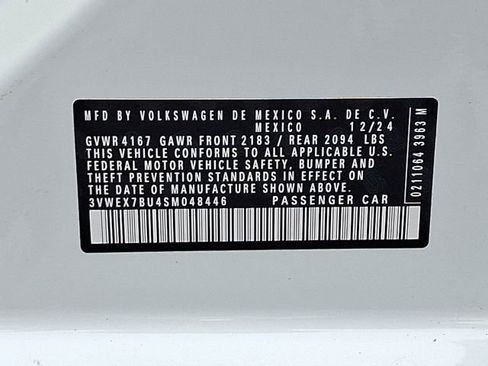 MFD BY VOLKSWAGEN DE MEXICO S.A. DE C.V.
MEXICO 12/24
GVWR 4167 GAWR FRONT 2183 / REAR 2094 LBS
THIS VEHICLE CONFORMS TO ALL APPLICABLE U.S.
FEDERAL MOTOR VEHICLE SAFETY, BUMPER AND
THEFT PREVENTION STANDARDS IN EFFECT ON
THE DATE OF MANUFACTURE SHOWN ABOVE.
3VWEX7BU4SM048446 PASSENGER CAR
0211064 3963 M